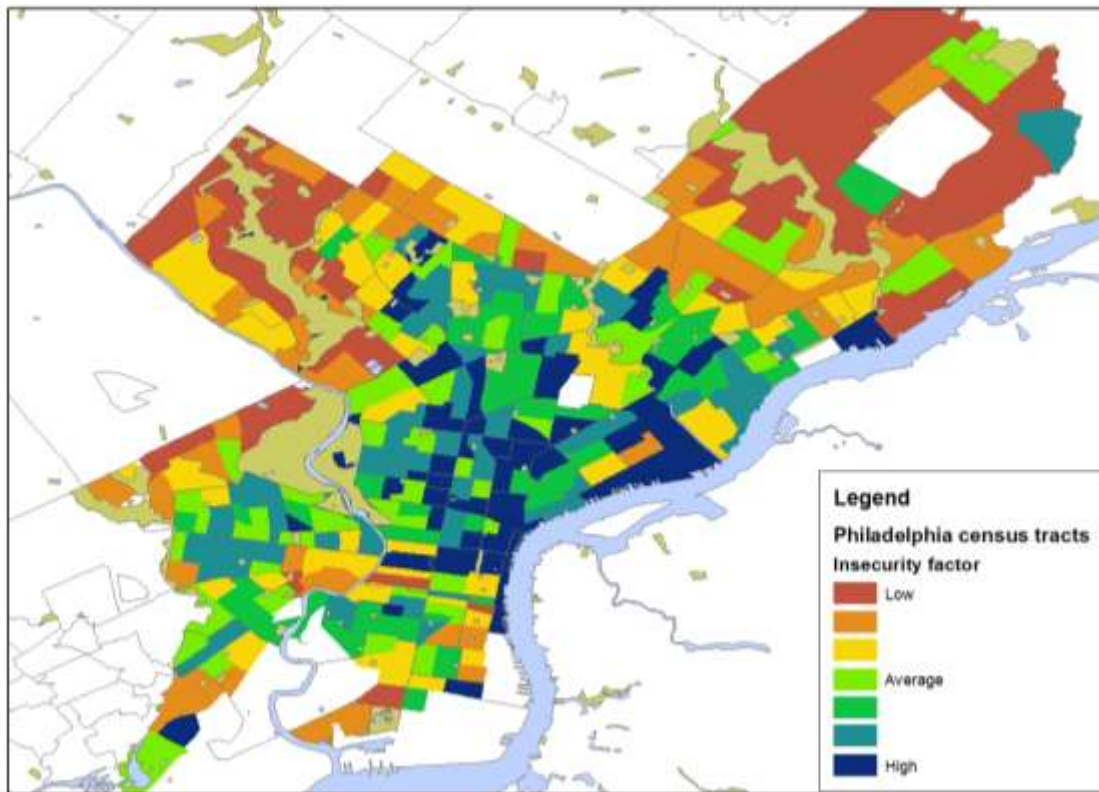 Legend
Philadelphia census tracts
Insecurity factor
Low
Average
High